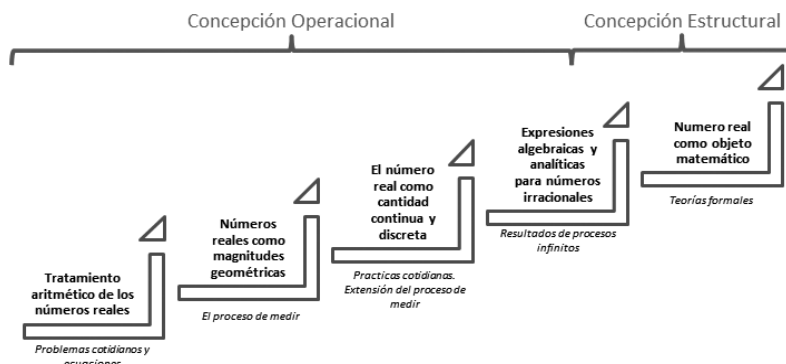 Concepción Operacional
Concepción Estructural
Tratamiento
aritmético de los
números reales
Problemas cotidianos y
ecuaciones
Números
reales como
magnitudes
geométricas
El proceso de medir
El número
real como
cantidad
continua y
discreta
Practicas cotidianas.
Extensión del proceso de
medir
Expresiones
algebraicas y
analíticas
para números
irracionales
Resultados de procesos
infinitos
Numero real
como objeto
matemático
Teorías formales